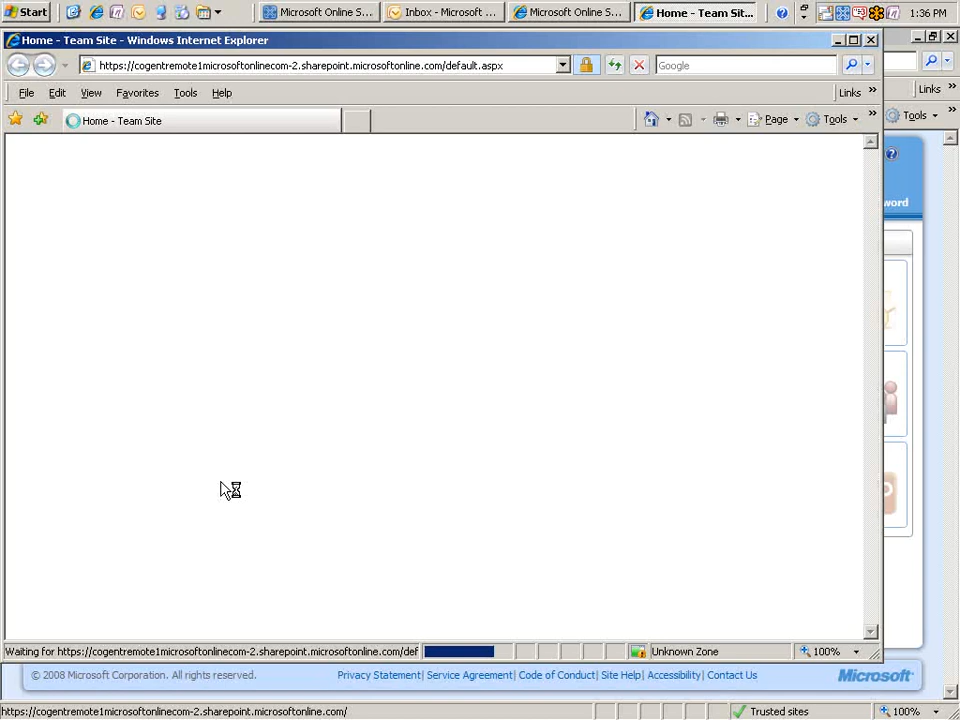 Start Microsoft Online S... Inbox - Microsoft ... Microsoft Online S... Home - Team Sit... 1:36 PM
Home - Team Site - Windows Internet Explorer
https://cogentremote1microsoftonlinecom-2.sharepoint.microsoftonline.com/default.aspx Google
File Edit View Favorites Tools Help Links » Links »
Home - Team Site Page Tools » Tools »
word
Waiting for https://cogentremote1microsoftonlinecom-2.sharepoint.microsoftonline.com/def Unknown Zone 100%
© 2008 Microsoft Corporation. All rights reserved. Privacy Statement| Service Agreement| Code of Conduct| Site Help| Accessibility| Contact Us Microsoft
https://cogentremote1microsoftonlinecom-2.sharepoint.microsoftonline.com/ Trusted sites 100%